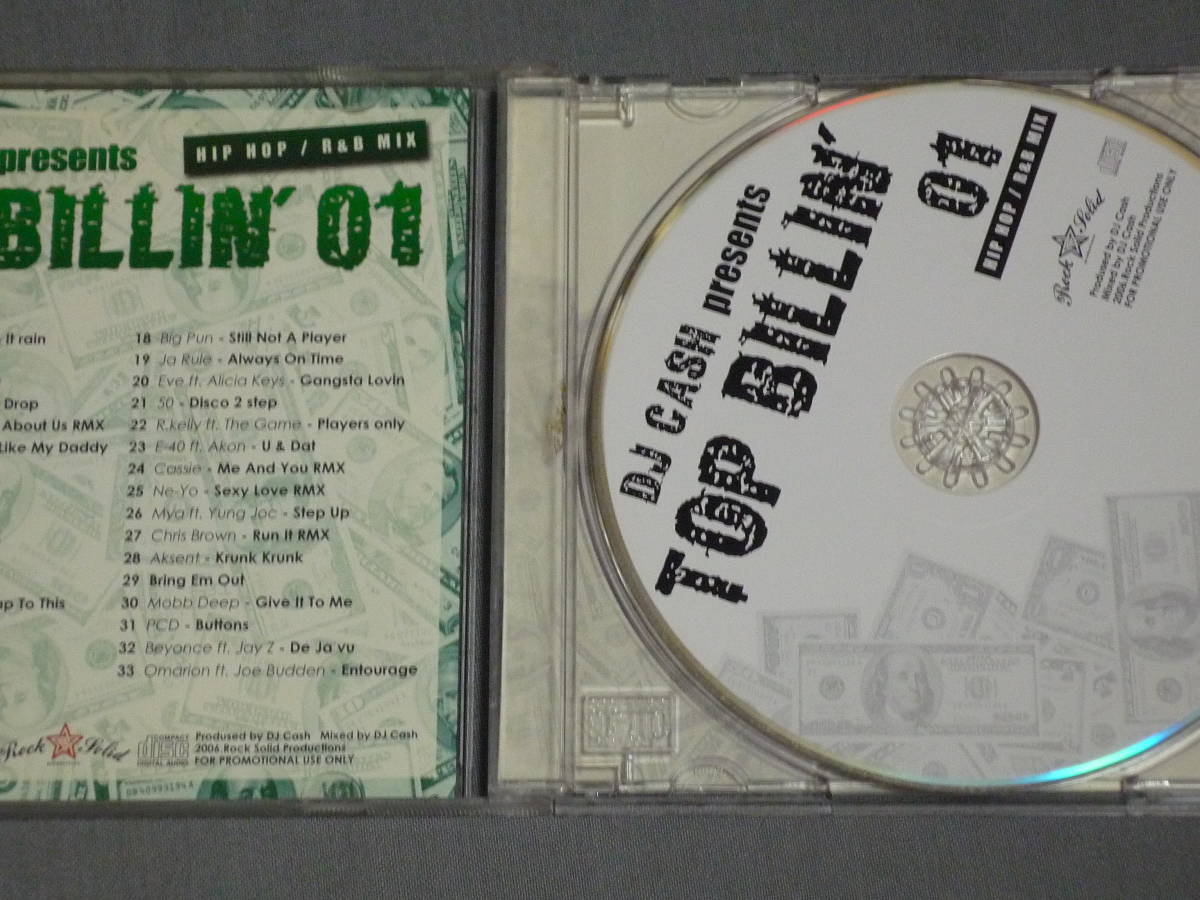 presents
HIP HOP / R&B MIX
BILLIN' 01
It rain
Drop
About Us RMX
Like My Daddy
up To This
18 Big Pun - Still Not A Player
19 Ja Rule - Always On Time
20 Eve ft. Alicia Keys - Gangsta Lovin
21 50 - Disco 2 step
22 R.kelly ft. The Game - Players only
23 E-40 ft. Akon - U & Dat
24 Cassie - Me And You RMX
25 Ne-Yo - Sexy Love RMX
26 Mya ft. Yung Joc - Step Up
27 Chris Brown - Run It RMX
28 Aksent - Krunk Krunk
29 Bring Em Out
30 Mobb Deep - Give It To Me
31 PCD - Buttons
32 Beyonce ft. Jay Z - De Ja vu
33 Omarion ft. Joe Budden - Entourage
Rock Solid
COMPACT
disc
DIGITAL AUDIO
Prodused by DJ Cash Mixed by DJ Cash
2006.Rock Solid Productions
FOR PROMOTIONAL USE ONLY
DB40993194A
DJ CASH presents
TOP BILLIN' 01
HIP HOP / R&B MIX
Rock Solid
Prodused by DJ Cash
Mixed by DJ Cash
2006.Rock Solid Productions
FOR PROMOTIONAL USE ONLY